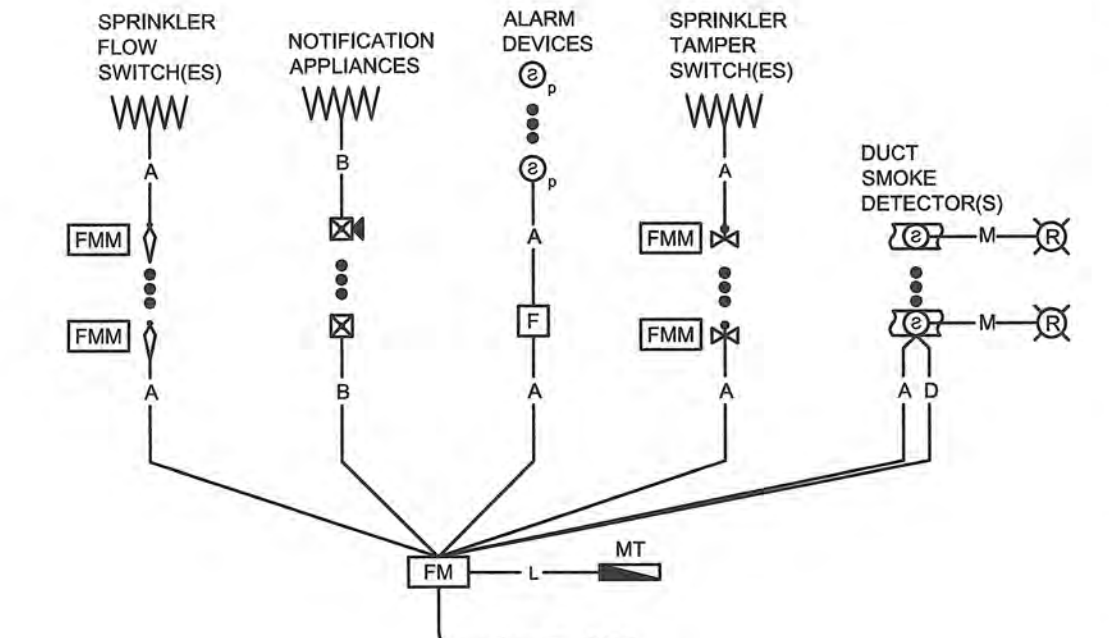 SPRINKLER
FLOW
SWITCH(ES)
NOTIFICATION
APPLIANCES
ALARM
DEVICES
SPRINKLER
TAMPER
SWITCH(ES)
DUCT
SMOKE
DETECTOR(S)
S p
S p
A
B
A
A
FMM
FMM
S M R
FMM
F
FMM
S M R
A
B
A
A
A D
FM
L
MT